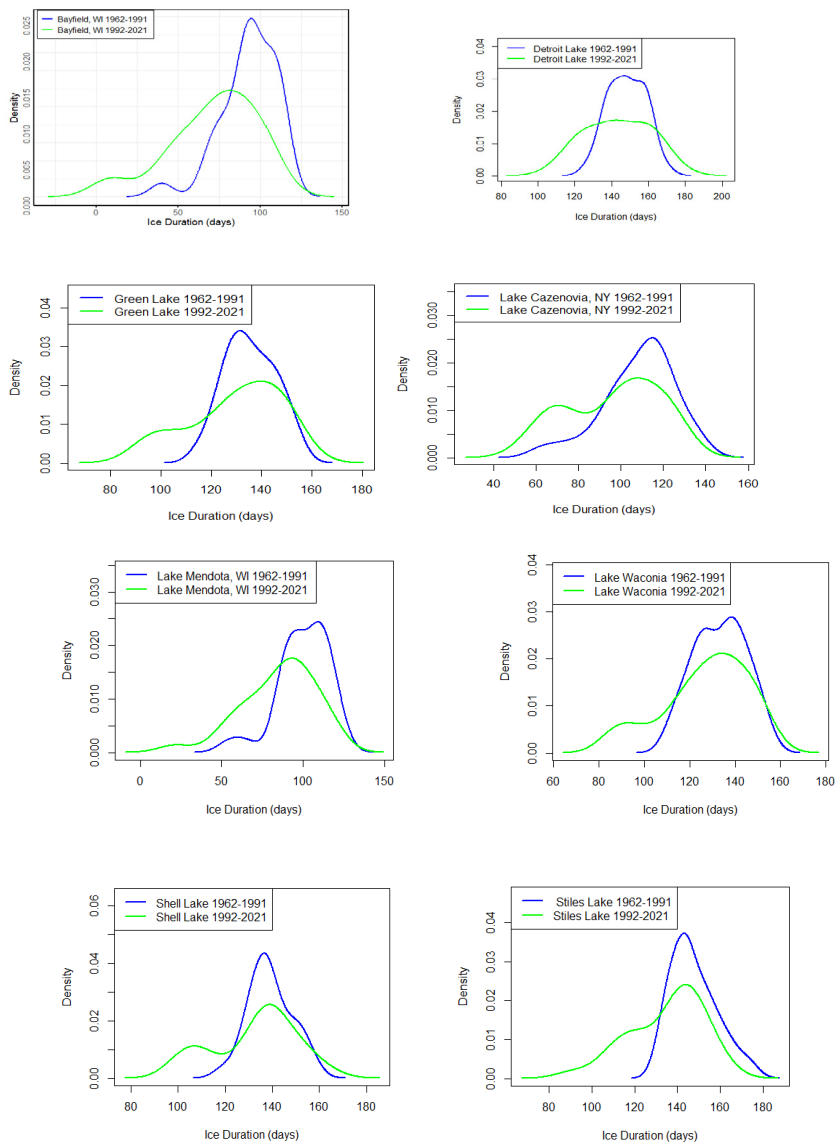 Bayfield, WI 1962-1991
Bayfield, WI 1992-2021
Density
0.000 0.005 0.010 0.015 0.025
0 50 100 150
Ice Duration (days)
Detroit Lake 1962-1991
Detroit Lake 1992-2021
Density
0.00 0.01 0.02 0.03 0.04
80 100 120 140 160 180 200
Ice Duration (days)
Green Lake 1962-1991
Green Lake 1992-2021
Density
0.00 0.01 0.02 0.03 0.04
80 100 120 140 160 180
Ice Duration (days)
Lake Cazenovia, NY 1962-1991
Lake Cazenovia, NY 1992-2021
Density
0.000 0.010 0.020 0.030
40 60 80 100 120 140 160
Ice Duration (days)
Lake Mendota, WI 1962-1991
Lake Mendota, WI 1992-2021
Density
0.000 0.010 0.020 0.030
0 50 100 150
Ice Duration (days)
Lake Waconia 1962-1991
Lake Waconia 1992-2021
Density
0.00 0.01 0.02 0.03 0.04
60 80 100 120 140 160 180
Ice Duration (days)
Shell Lake 1962-1991
Shell Lake 1992-2021
Density
0.00 0.02 0.04 0.06
80 100 120 140 160 180
Ice Duration (days)
Stiles Lake 1962-1991
Stiles Lake 1992-2021
Density
0.00 0.01 0.02 0.03 0.04
80 100 120 140 160 180
Ice Duration (days)